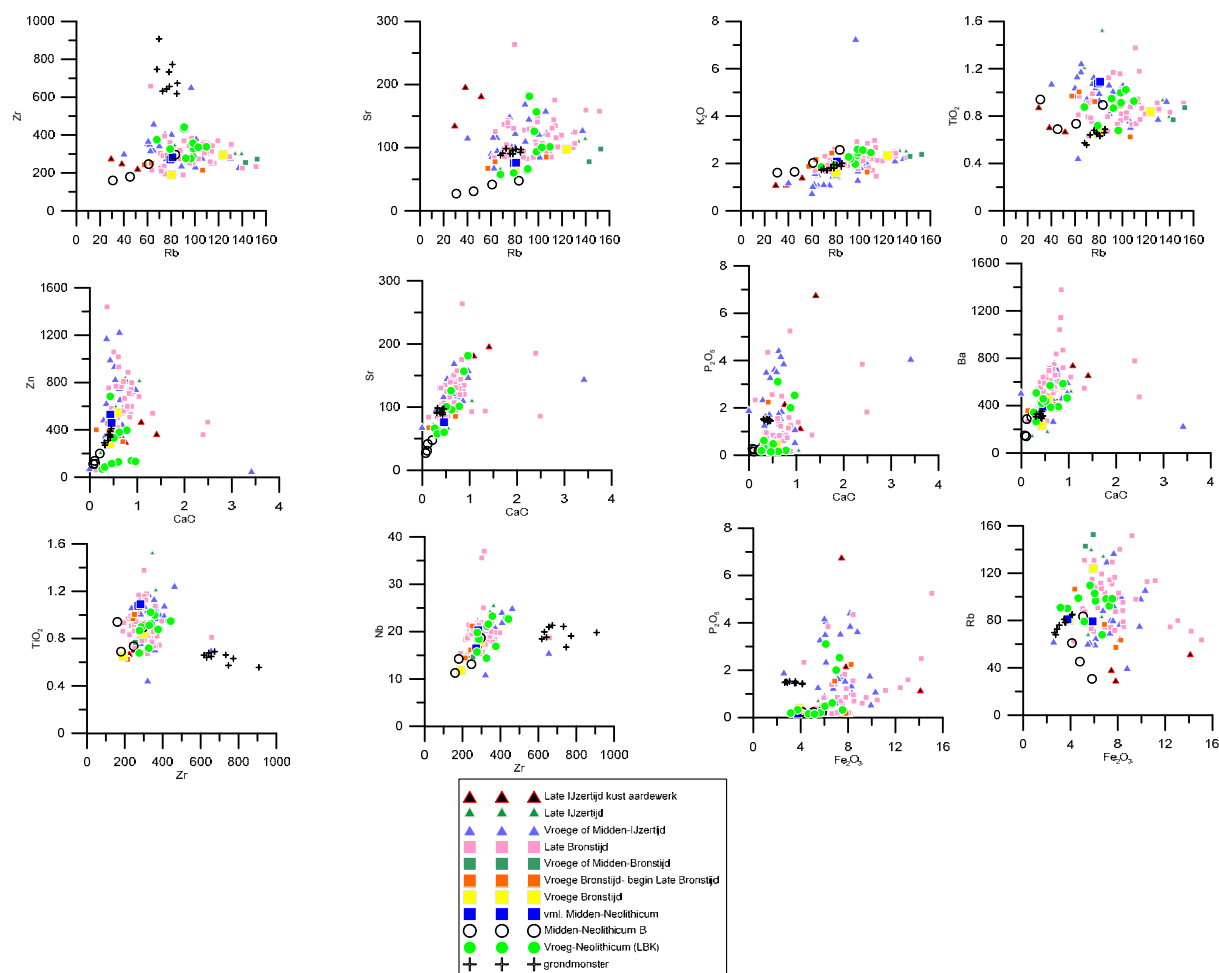 1000
800
600
400
200
0
Zr
0 20 40 60 80 100 120 140 160
Rb
300
200
100
0
Sr
0 20 40 60 80 100 120 140 160
Rb
8
6
4
2
0
K2O
0 20 40 60 80 100 120 140 160
Rb
1.6
1.2
0.8
0.4
0
TiO2
0 20 40 60 80 100 120 140 160
Rb
1600
1200
800
400
0
Zn
0 1 2 3 4
CaO
300
200
100
0
Sr
0 1 2 3 4
CaO
8
6
4
2
0
P2O5
0 1 2 3 4
CaO
1600
1200
800
400
0
Ba
0 1 2 3 4
CaO
1.6
1.2
0.8
0.4
0
TiO2
0 200 400 600 800 1000
Zr
40
30
20
10
0
Nb
0 200 400 600 800 1000
Zr
8
6
4
2
0
P2O5
0 4 8 12 16
Fe2O3
160
120
80
40
0
Rb
0 4 8 12 16
Fe2O3
Late IJzertijd kust aardewerk
Late IJzertijd
Vroege of Midden-IJzertijd
Late Bronstijd
Vroege of Midden-Bronstijd
Vroege Bronstijd- begin Late Bronstijd
Vroege Bronstijd
vml. Midden-Neolithicum
Midden-Neolithicum B
Vroeg-Neolithicum (LBK)
grondmonster